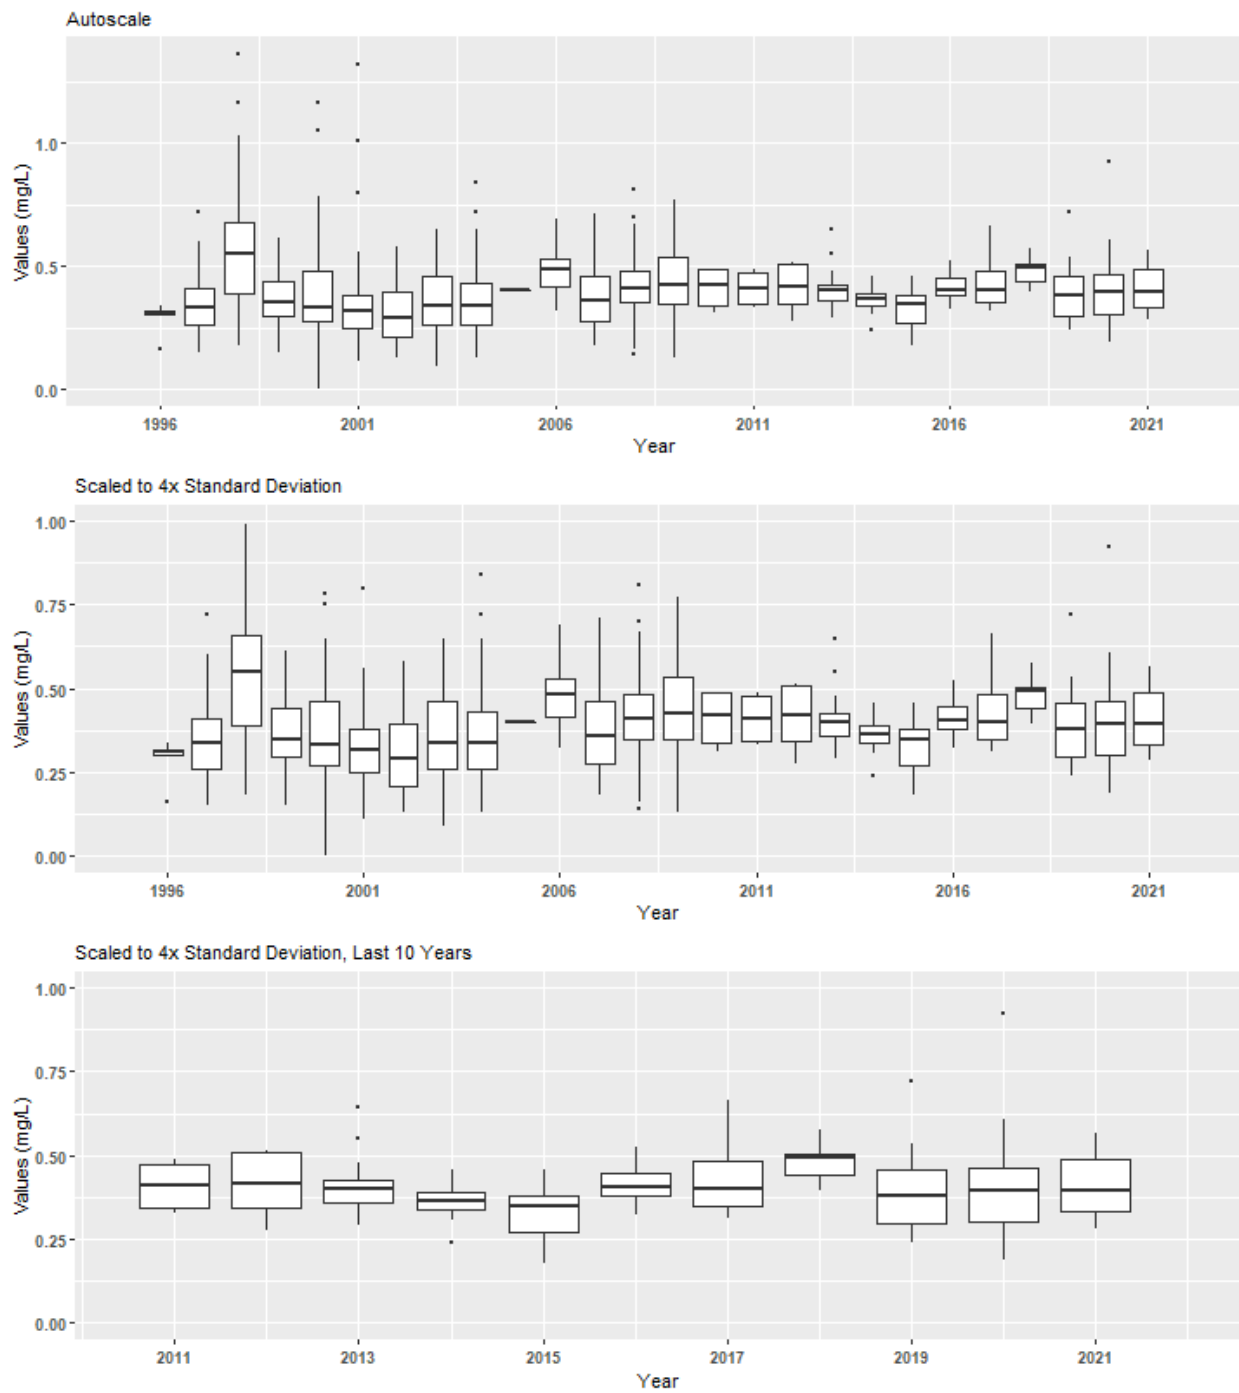 Autoscale
Values (mg/L)
1.0
0.5
0.0
1996 2001 2006 2011 2016 2021
Year
Scaled to 4x Standard Deviation
Values (mg/L)
1.00
0.75
0.50
0.25
0.00
1996 2001 2006 2011 2016 2021
Year
Scaled to 4x Standard Deviation, Last 10 Years
Values (mg/L)
1.00
0.75
0.50
0.25
0.00
2011 2013 2015 2017 2019 2021
Year